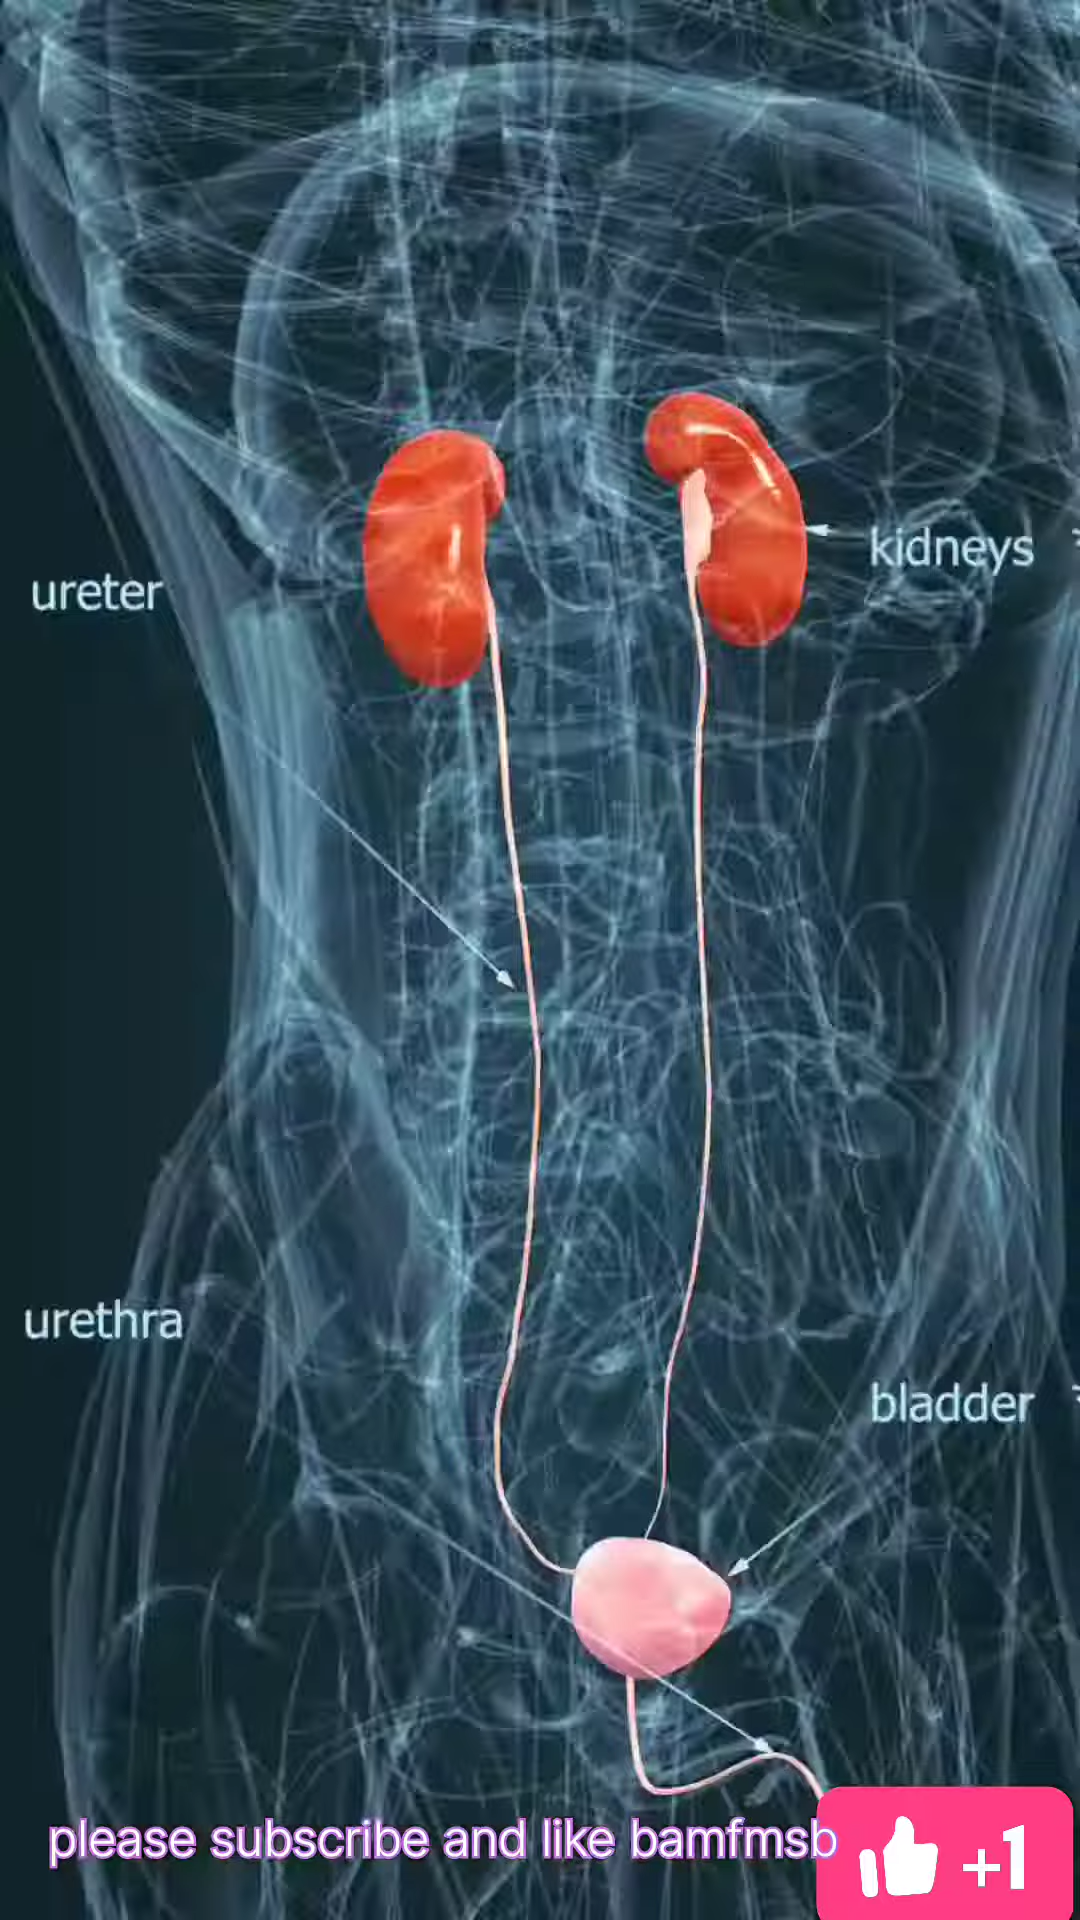 kidneys
ureter
urethra
bladder
please subscribe and like bamfmsb
+1